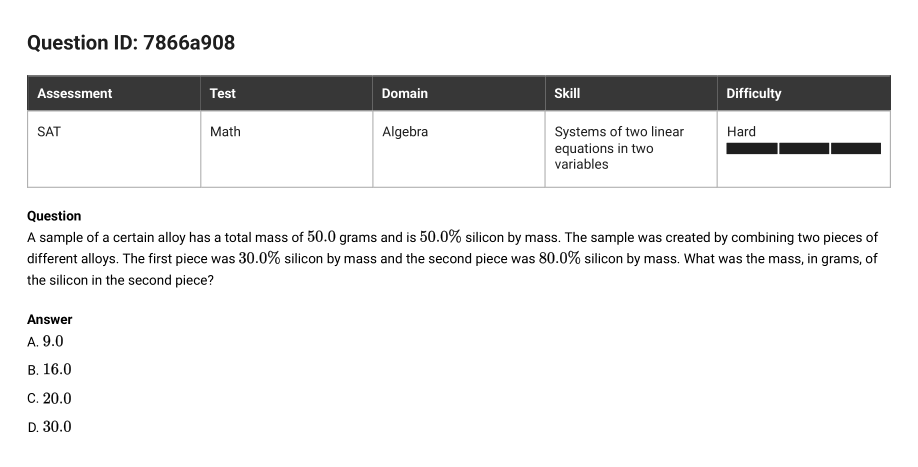 Question ID: 7866a908
Assessment Test Domain Skill Difficulty
SAT Math Algebra Systems of two linear Hard
equations in two
variables
Question
A sample of a certain alloy has a total mass of 50.0 grams and is 50.0% silicon by mass. The sample was created by combining two pieces of
different alloys. The first piece was 30.0% silicon by mass and the second piece was 80.0% silicon by mass. What was the mass, in grams, of
the silicon in the second piece?
Answer
A. 9.0
B. 16.0
C. 20.0
D. 30.0